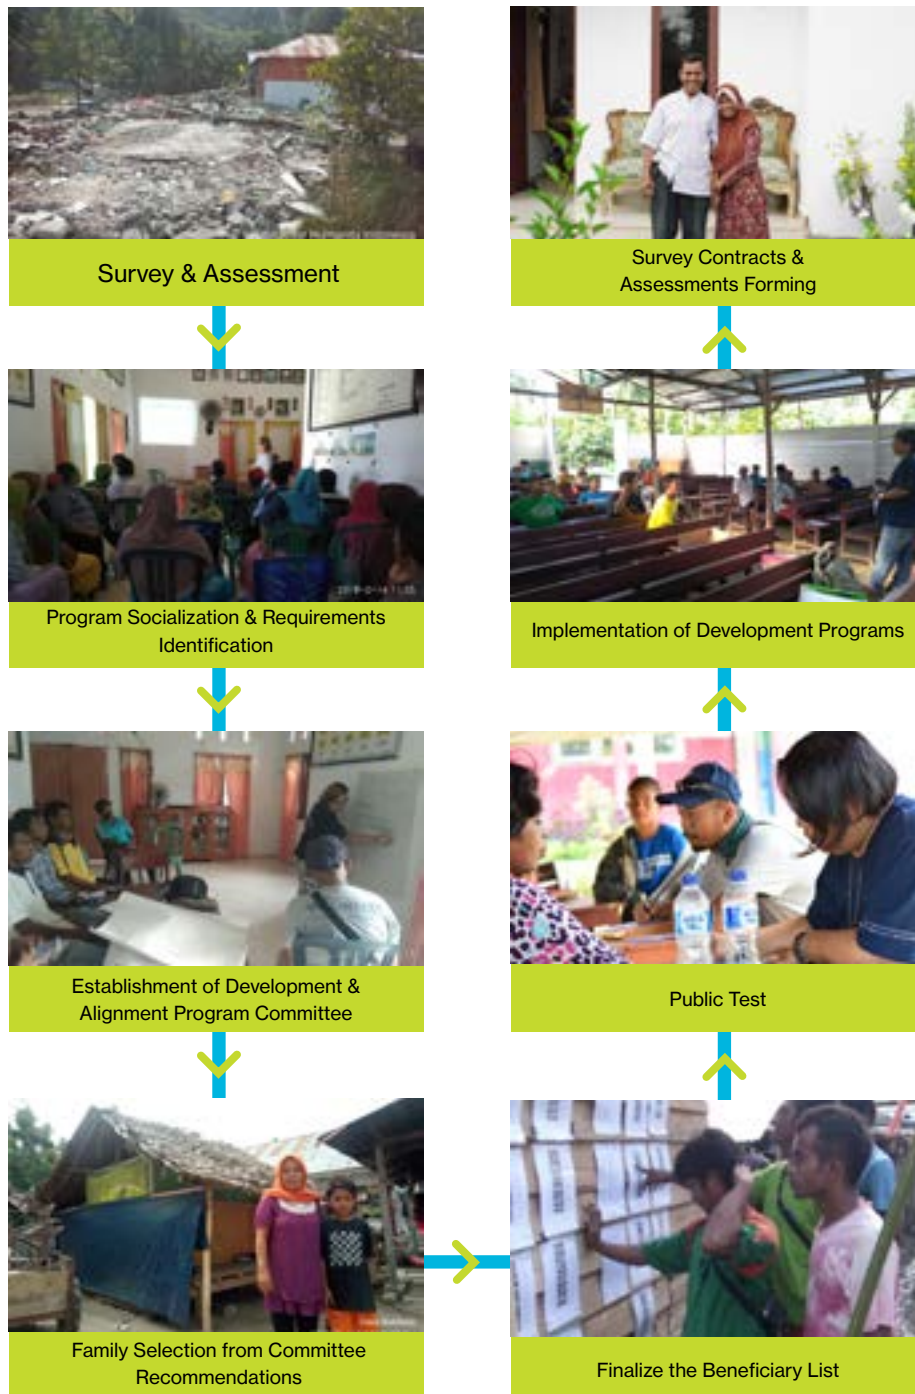 Survey & Assessment
Program Socialization & Requirements
Identification
Establishment of Development &
Alignment Program Committee
Family Selection from Committee
Recommendations
Finalize the Beneficiary List
Public Test
Implementation of Development Programs
Survey Contracts &
Assessments Forming